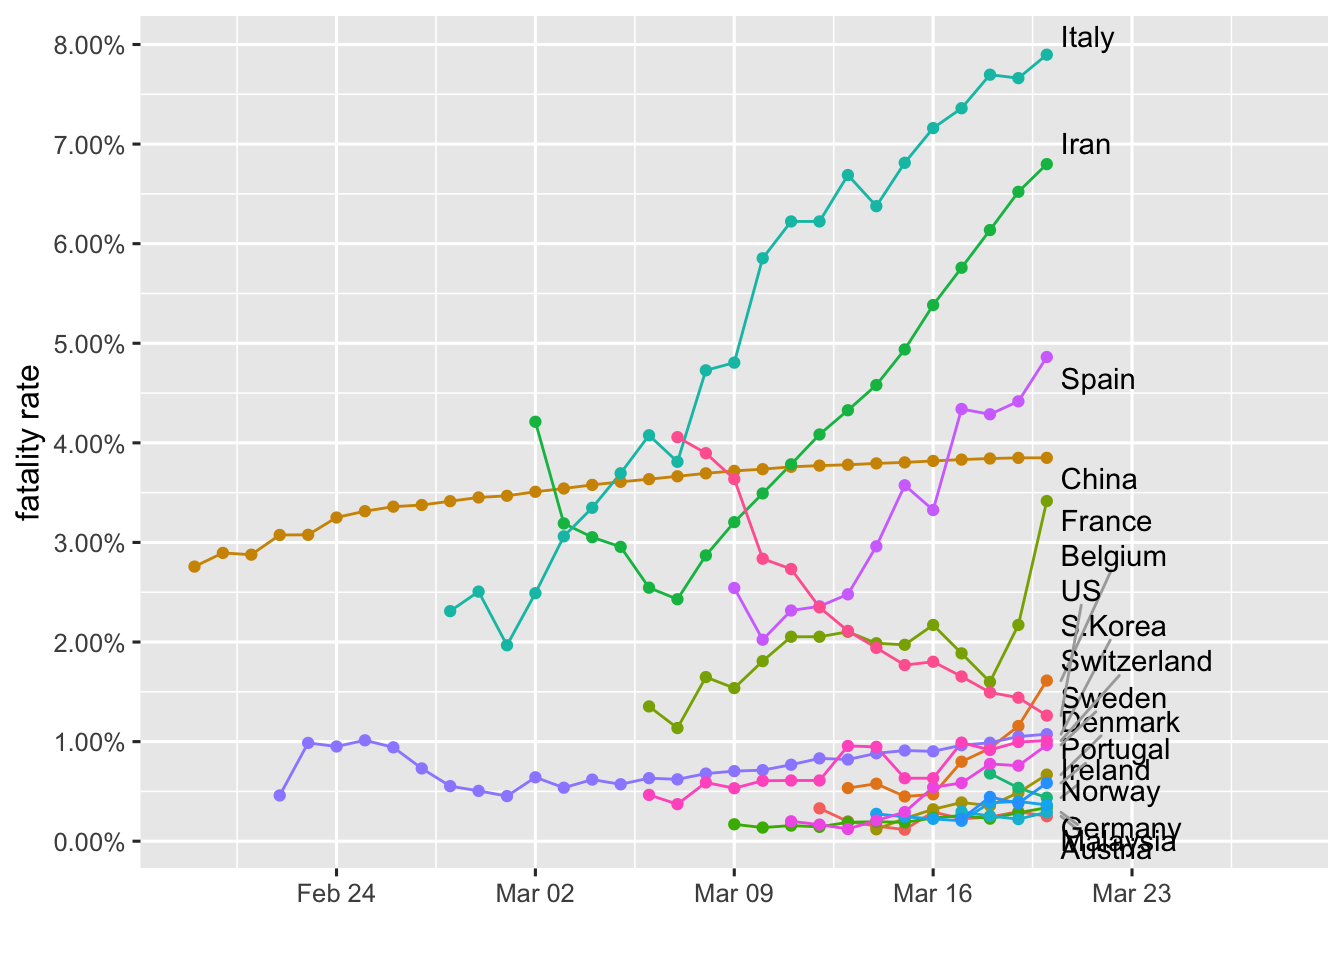 Italy
8.00%
Iran
7.00%
6.00%
5.00%
Spain
4.00%
China
France
3.00%
Belgium
US
S.Korea
2.00%
Switzerland
Sweden
Denmark
1.00%
Portugal
Ireland
Norway
Germany
0.00%
Malaysia
Austria
fatality rate
Feb 24
Mar 02
Mar 09
Mar 16
Mar 23